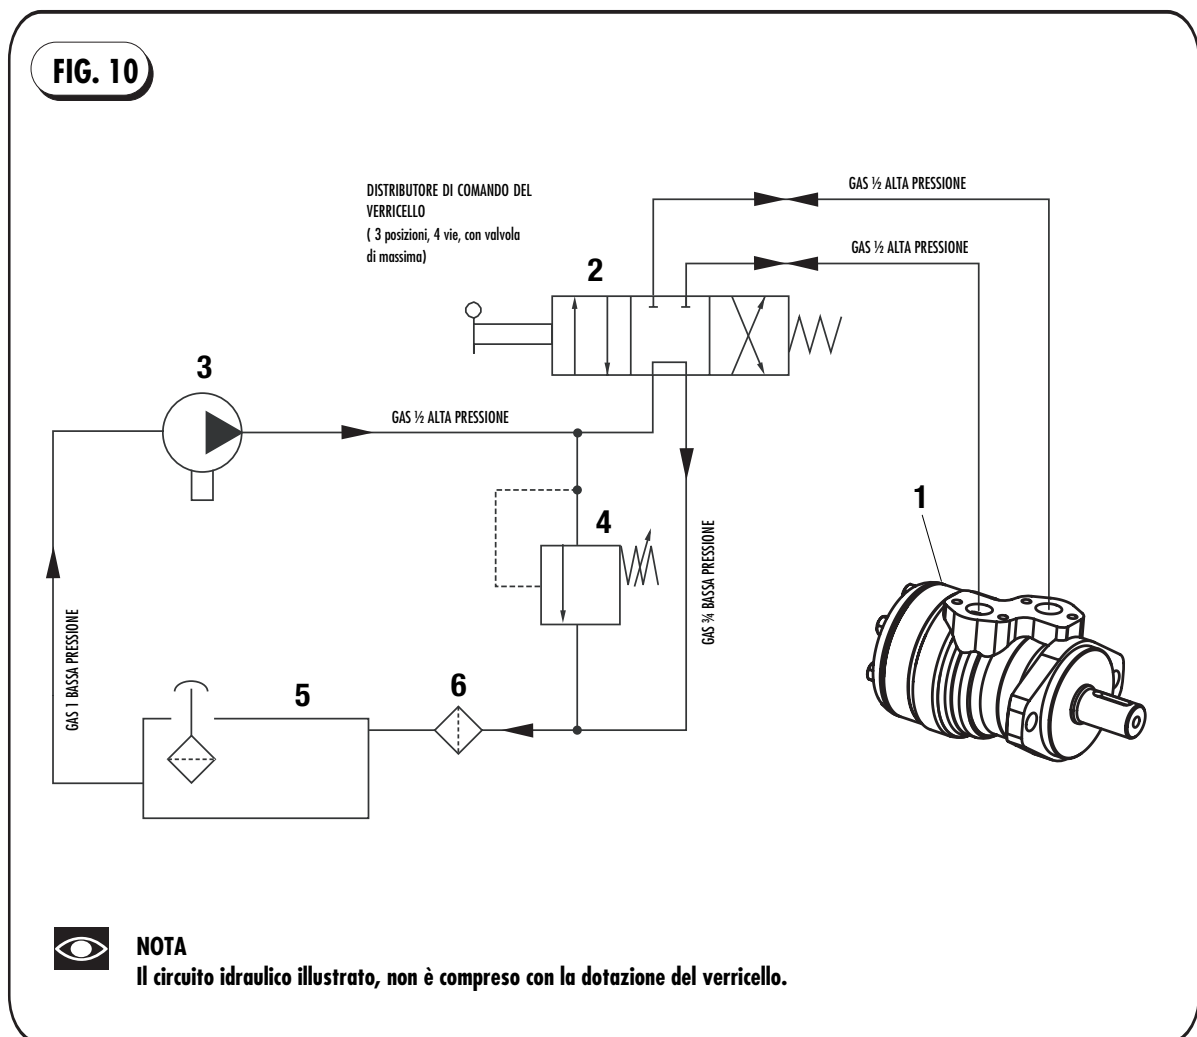 FIG. 10
DISTRIBUTORE DI COMANDO DEL
VERRICELLO
( 3 posizioni, 4 vie, con valvola
di massima)
GAS ½ ALTA PRESSIONE
GAS ½ ALTA PRESSIONE
2
3
GAS ½ ALTA PRESSIONE
1
4
GAS ¾ BASSA PRESSIONE
GAS 1 BASSA PRESSIONE
5
6
NOTA
Il circuito idraulico illustrato, non è compreso con la dotazione del verricello.